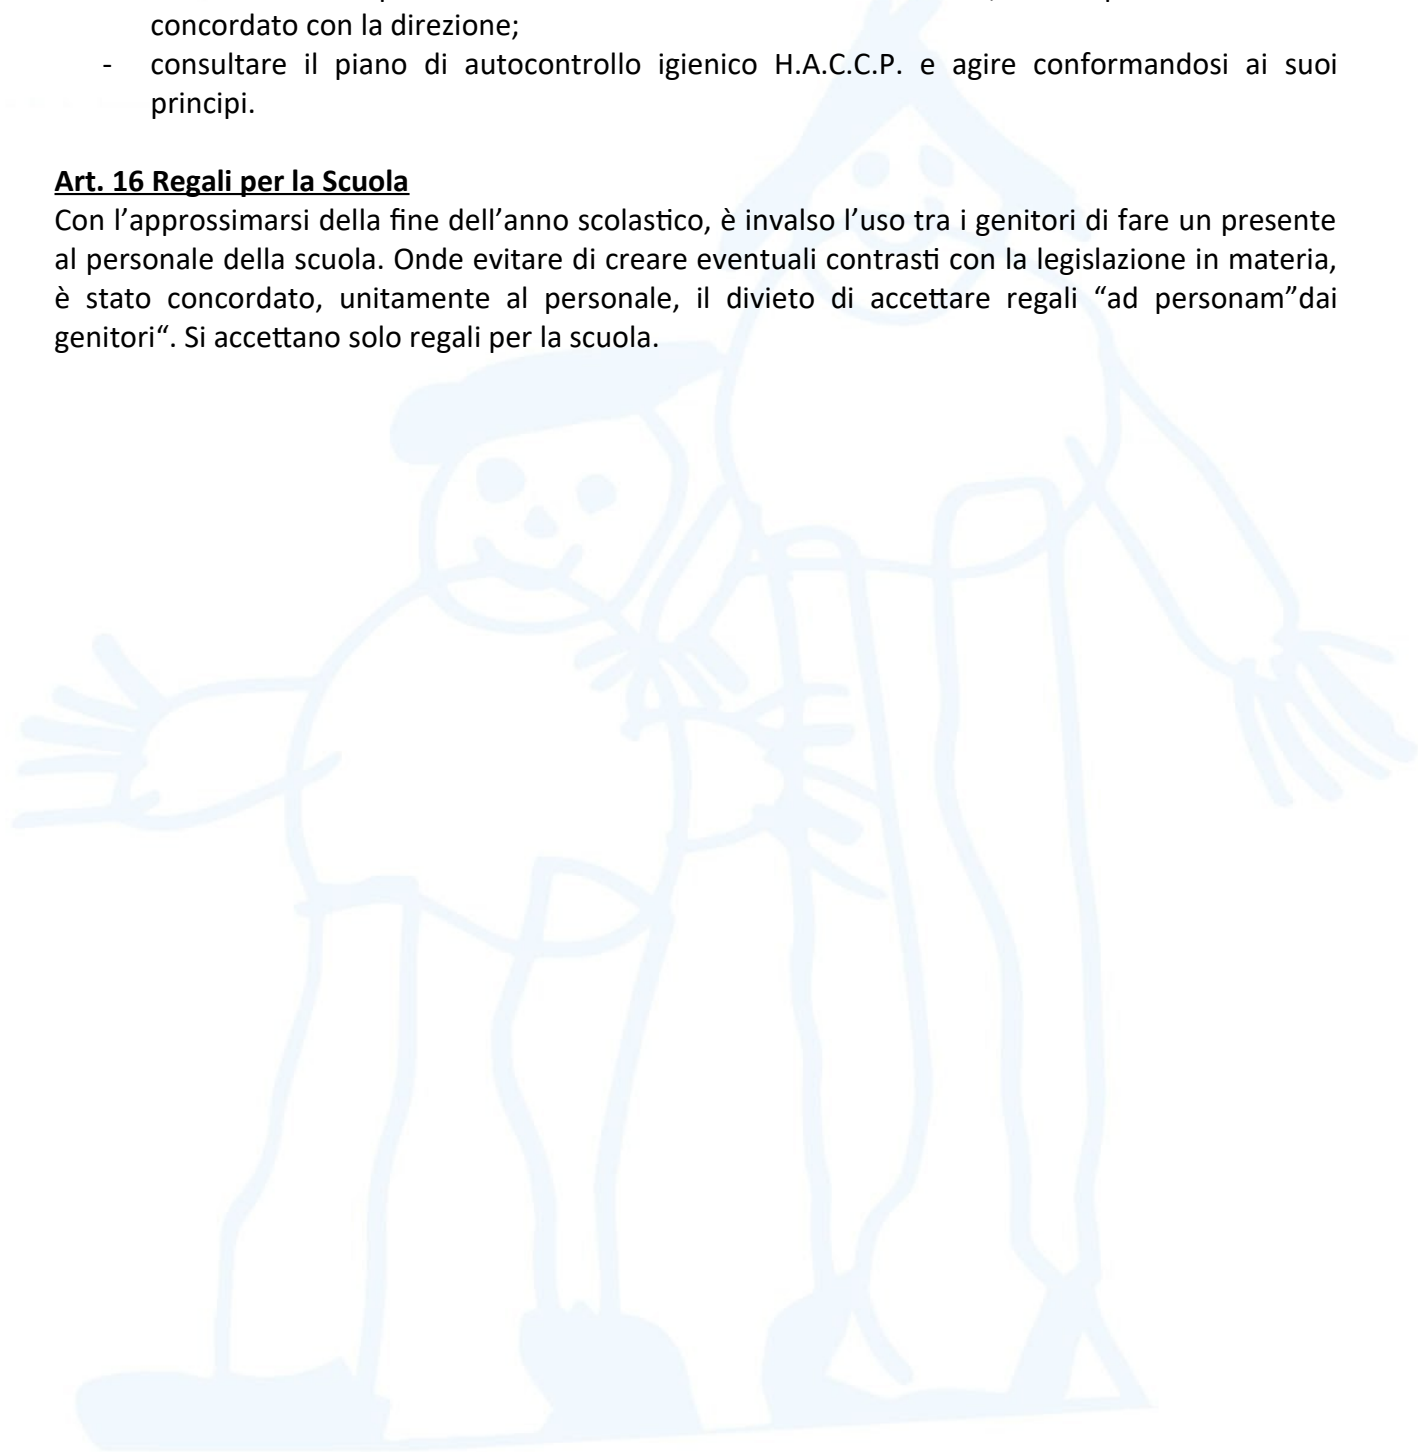 concordato con la direzione;
- consultare il piano di autocontrollo igienico H.A.C.C.P. e agire conformandosi ai suoi
principi.
Art. 16 Regali per la Scuola
Con l’approssimarsi della fine dell’anno scolastico, è invalso l’uso tra i genitori di fare un presente
al personale della scuola. Onde evitare di creare eventuali contrasti con la legislazione in materia,
è stato concordato, unitamente al personale, il divieto di accettare regali “ad personam”dai
genitori“. Si accettano solo regali per la scuola.